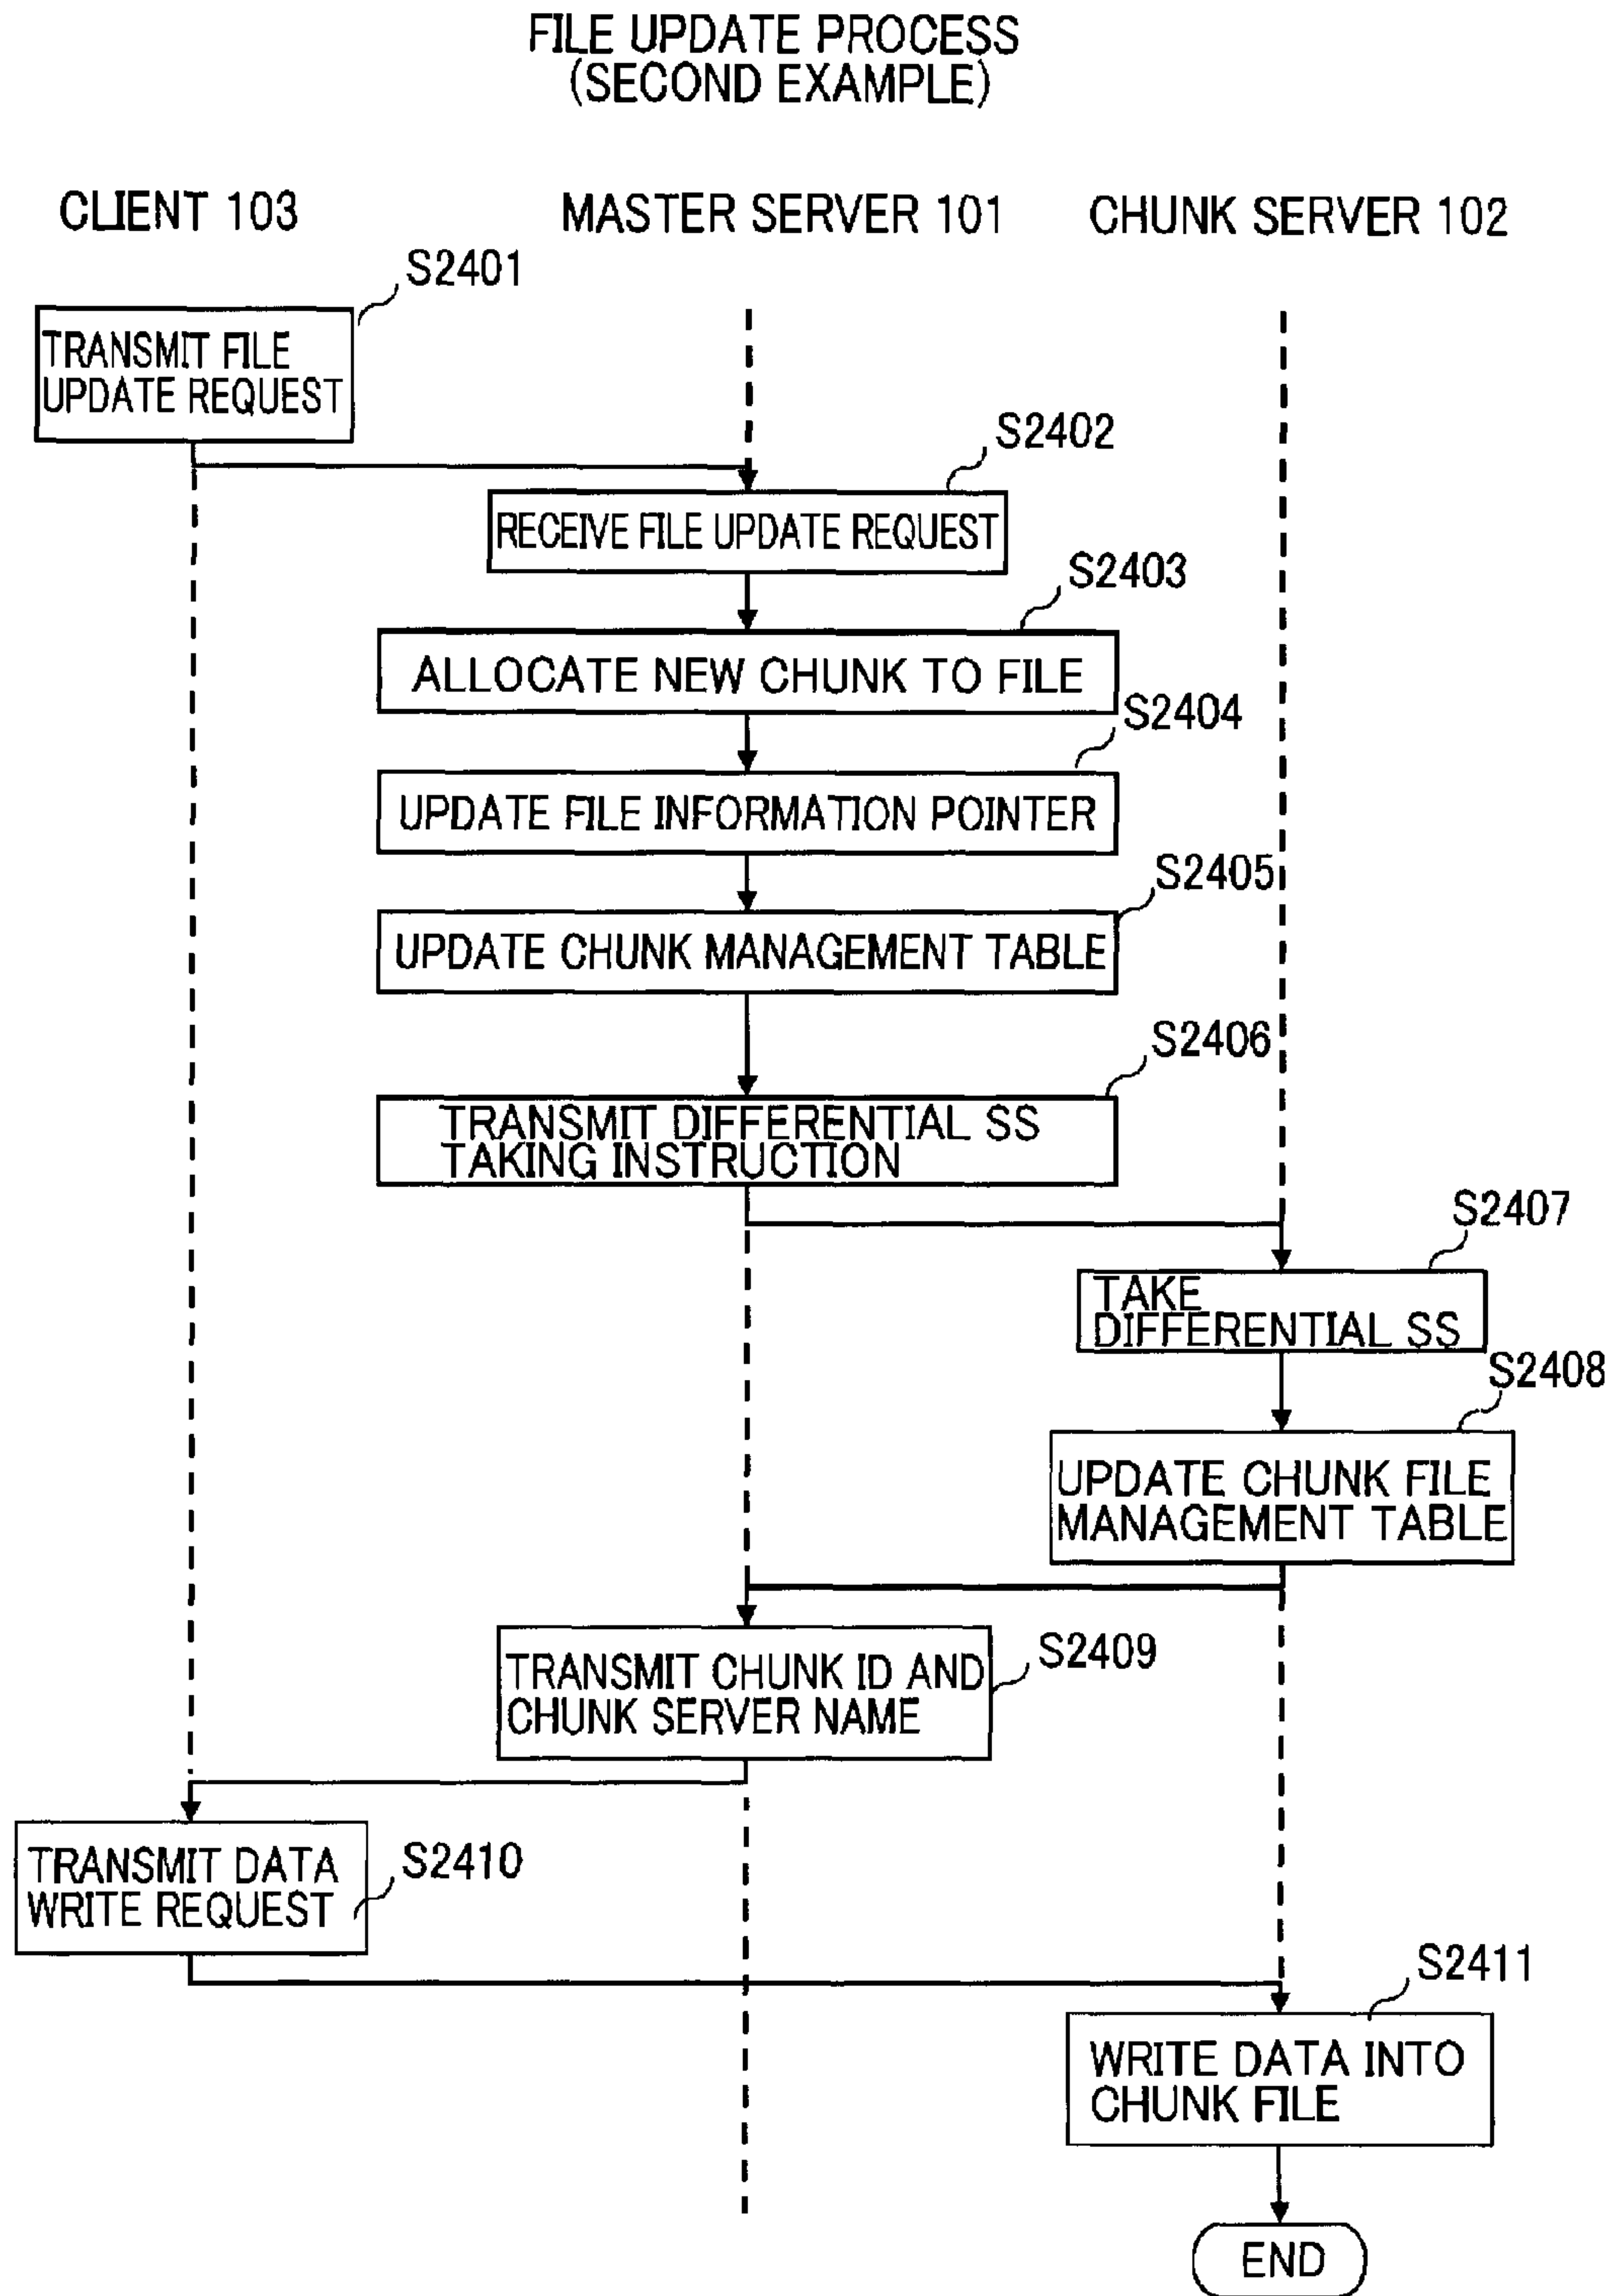 FILE UPDATE PROCESS
(SECOND EXAMPLE)
CLIENT 103
MASTER SERVER 101
CHUNK SERVER 102
S2401
TRANSMIT FILE
UPDATE REQUEST
S2402
RECEIVE FILE UPDATE REQUEST
S2403
ALLOCATE NEW CHUNK TO FILE
S2404
UPDATE FILE INFORMATION POINTER
S2405
UPDATE CHUNK MANAGEMENT TABLE
S2406
TRANSMIT DIFFERENTIAL SS
TAKING INSTRUCTION
S2407
TAKE
DIFFERENTIAL SS
S2408
UPDATE CHUNK FILE
MANAGEMENT TABLE
S2409
TRANSMIT CHUNK ID AND
CHUNK SERVER NAME
S2410
TRANSMIT DATA
WRITE REQUEST
S2411
WRITE DATA INTO
CHUNK FILE
END